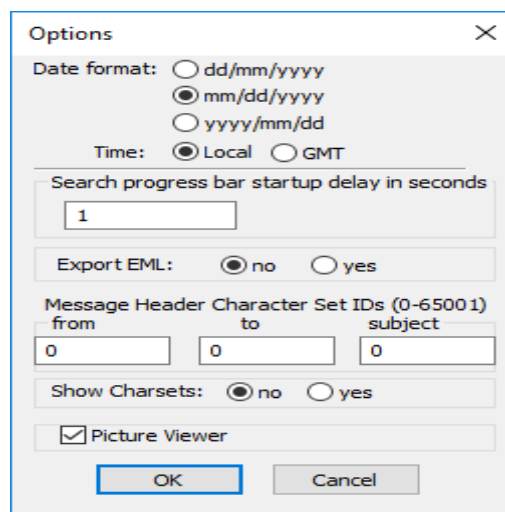 Options
Date format: dd/mm/yyyy
mm/dd/yyyy
yyyy/mm/dd
Time: Local GMT
Search progress bar startup delay in seconds
1
Export EML: no yes
Message Header Character Set IDs (0-65001)
from to subject
0 0 0
Show Charsets: no yes
Picture Viewer
OK Cancel